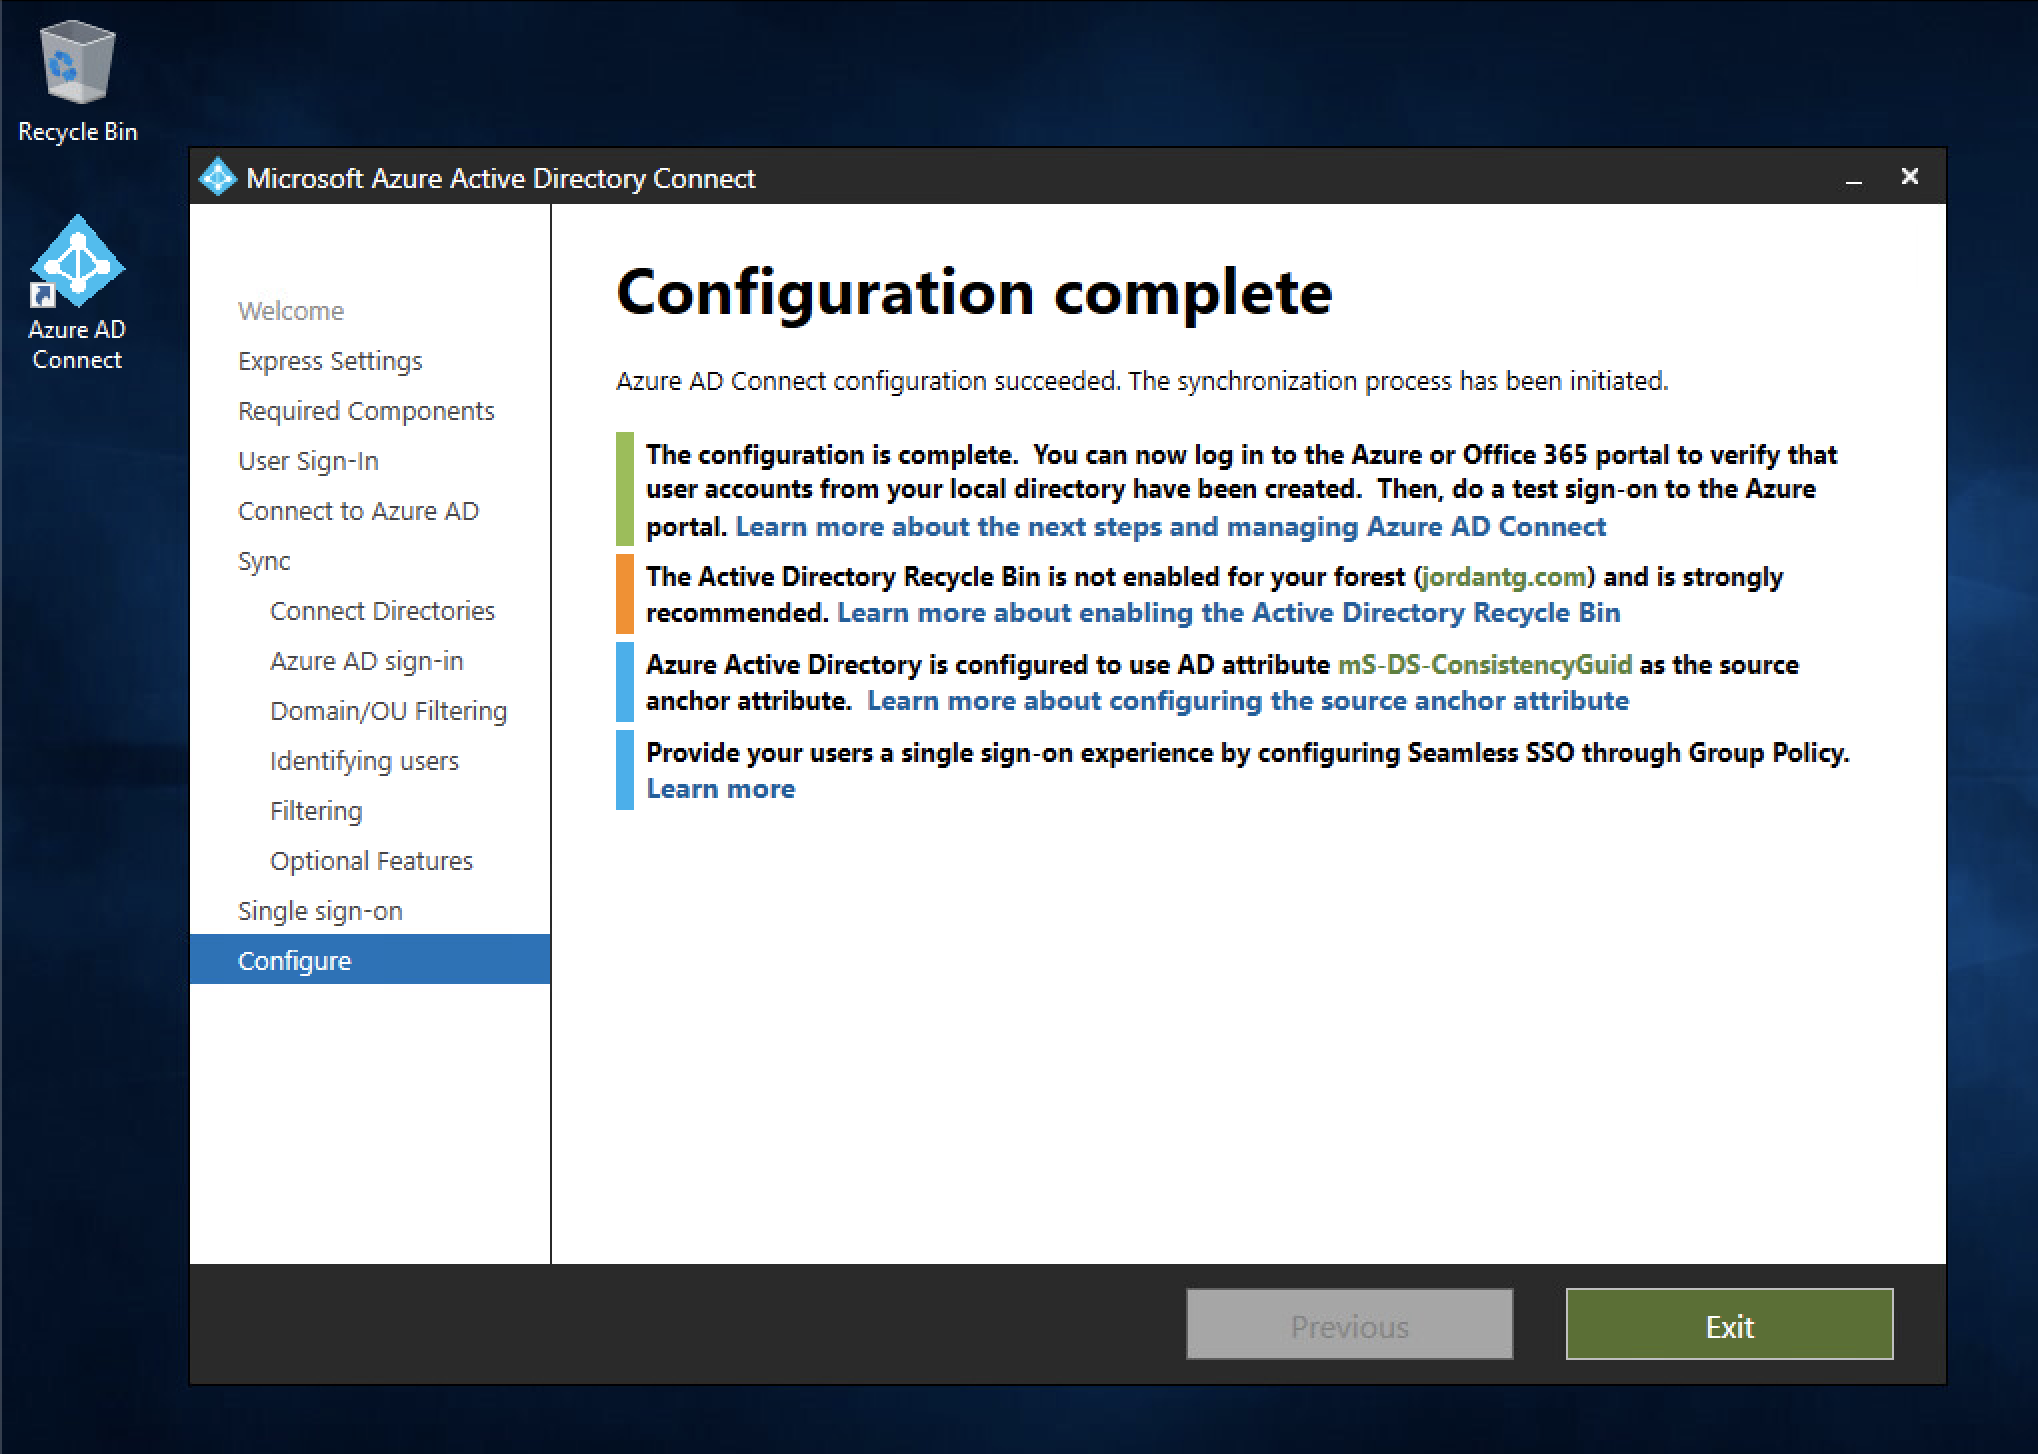 Recycle Bin
Azure AD
Connect
Microsoft Azure Active Directory Connect
Welcome
Express Settings
Required Components
User Sign-In
Connect to Azure AD
Sync
Connect Directories
Azure AD sign-in
Domain/OU Filtering
Identifying users
Filtering
Optional Features
Single sign-on
Configure
Configuration complete
Azure AD Connect configuration succeeded. The synchronization process has been initiated.
The configuration is complete.  You can now log in to the Azure or Office 365 portal to verify that
user accounts from your local directory have been created.  Then, do a test sign-on to the Azure
portal. Learn more about the next steps and managing Azure AD Connect
The Active Directory Recycle Bin is not enabled for your forest (jordantg.com) and is strongly
recommended. Learn more about enabling the Active Directory Recycle Bin
Azure Active Directory is configured to use AD attribute mS-DS-ConsistencyGuid as the source
anchor attribute.  Learn more about configuring the source anchor attribute
Provide your users a single sign-on experience by configuring Seamless SSO through Group Policy.
Learn more
Previous
Exit